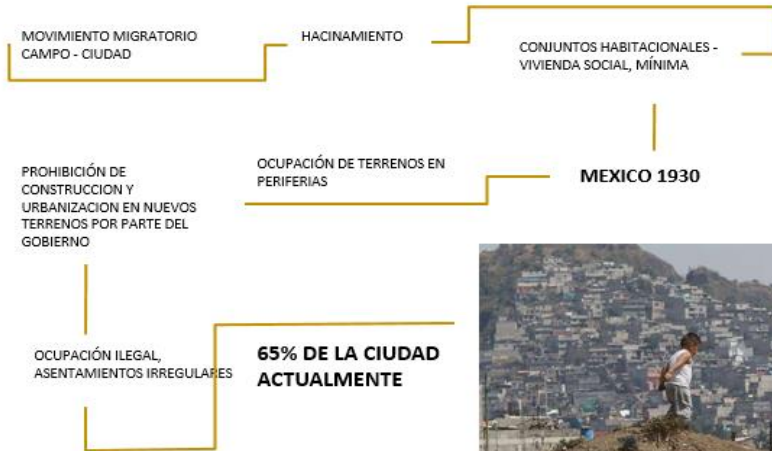 MOVIMIENTO MIGRATORIO
CAMPO - CIUDAD
HACINAMIENTO
CONJUNTOS HABITACIONALES -
VIVIENDA SOCIAL, MÍNIMA
MEXICO 1930
OCUPACIÓN DE TERRENOS EN
PERIFERIAS
PROHIBICIÓN DE
CONSTRUCCION Y
URBANIZACION EN NUEVOS
TERRENOS POR PARTE DEL
GOBIERNO
OCUPACIÓN ILEGAL,
ASENTAMIENTOS IRREGULARES
65% DE LA CIUDAD
ACTUALMENTE